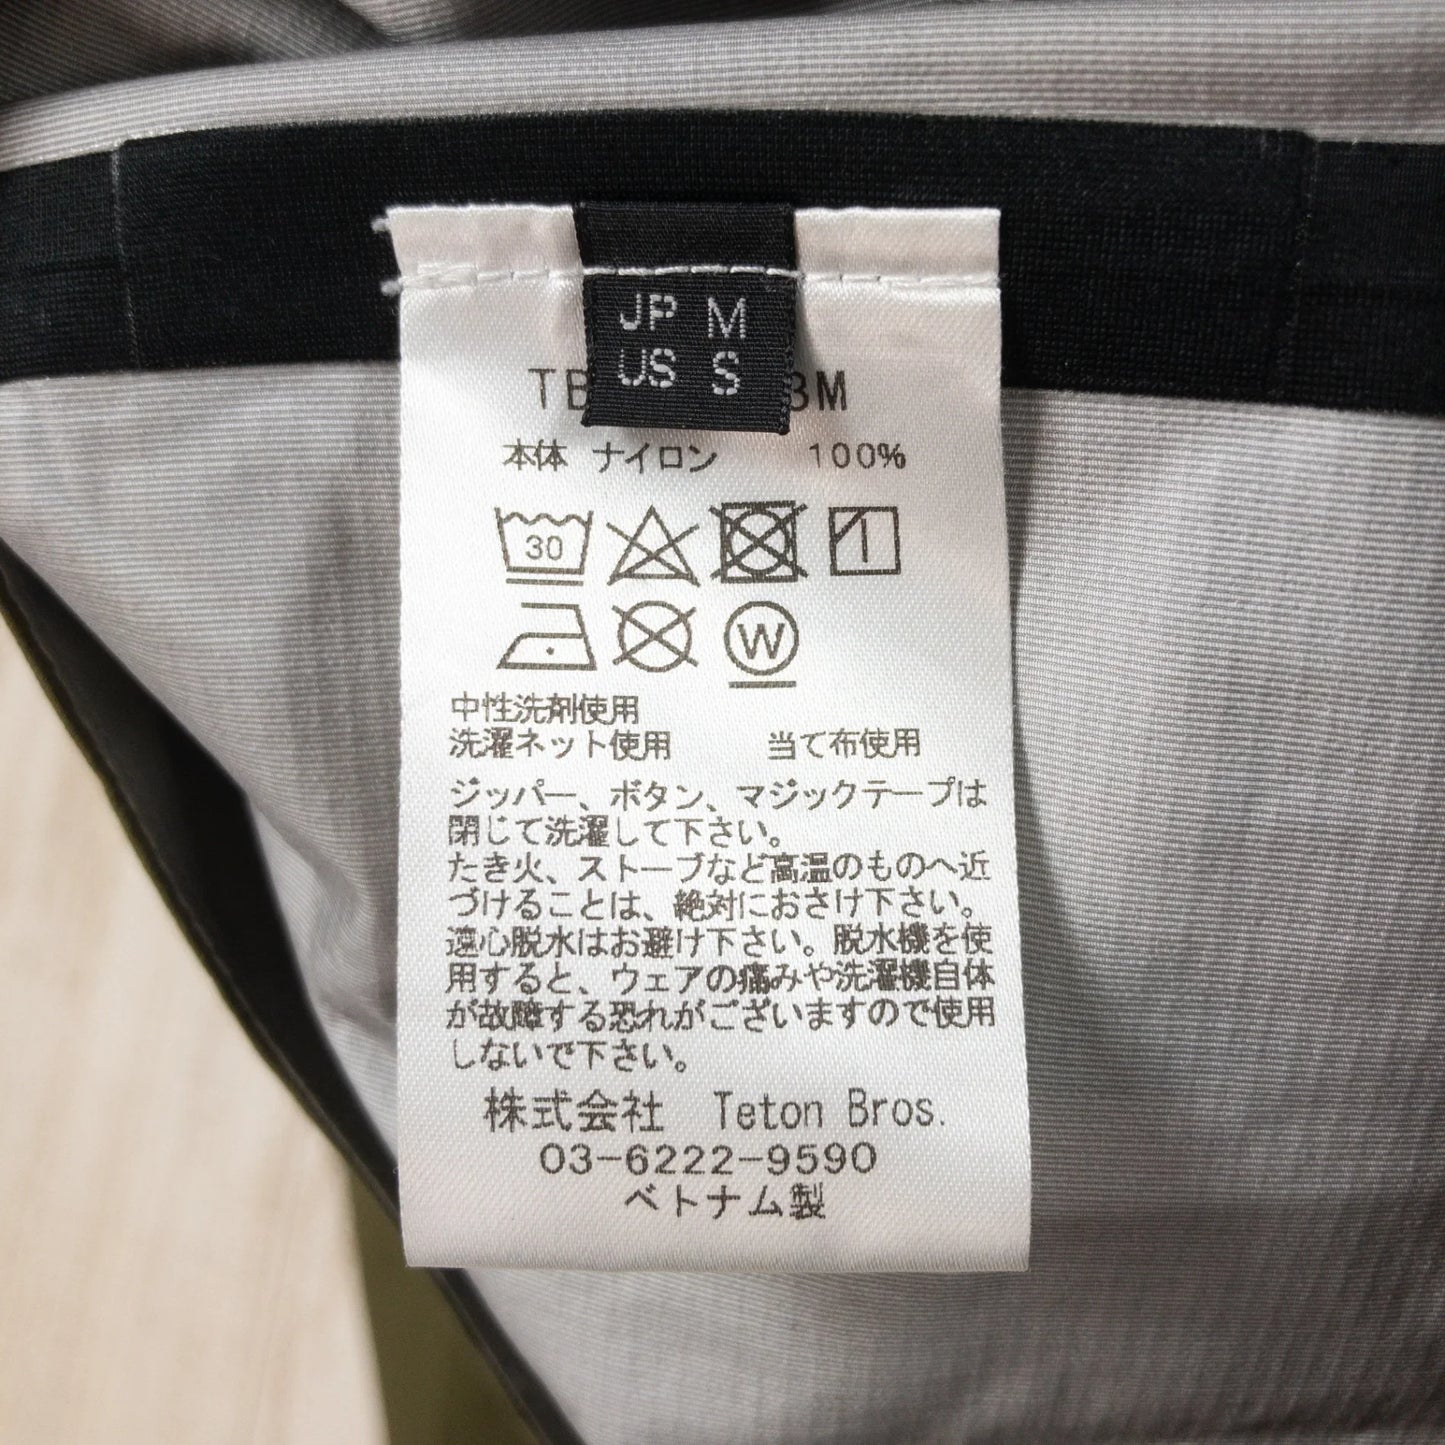 JP M
US S
本体 ナイロン 100%
30
W
中性洗剤使用
洗濯ネット使用 当て布使用
ジッパー、ボタン、マジックテープは
閉じて洗濯して下さい。
たき火、ストーブなど高温のものへ近
づけることは、絶対におさけ下さい。
遠心脱水はお避け下さい。脱水機を使
用すると、ウェアの痛みや洗濯機自体
が故障する恐れがございますので使用
しないで下さい。
株式会社 Teton Bros.
03-6222-9590
ベトナム製